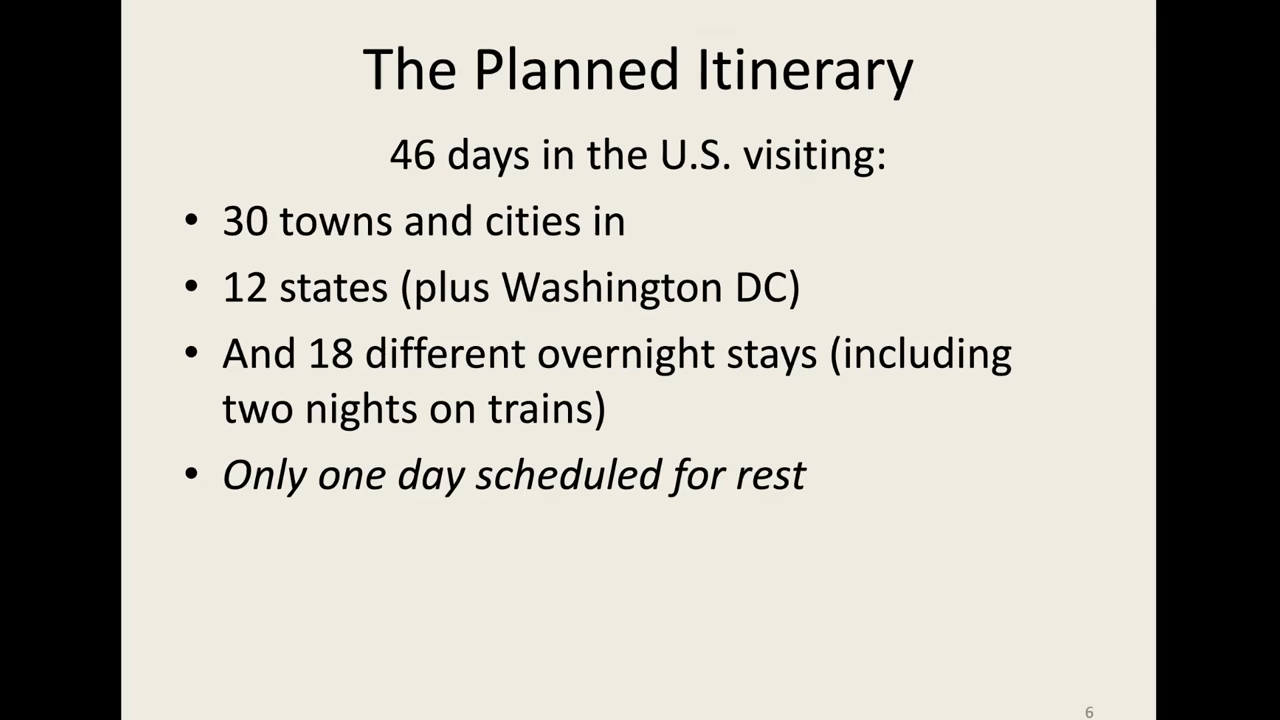 The Planned Itinerary
46 days in the U.S. visiting:
• 30 towns and cities in
• 12 states (plus Washington DC)
• And 18 different overnight stays (including
two nights on trains)
• Only one day scheduled for rest
6